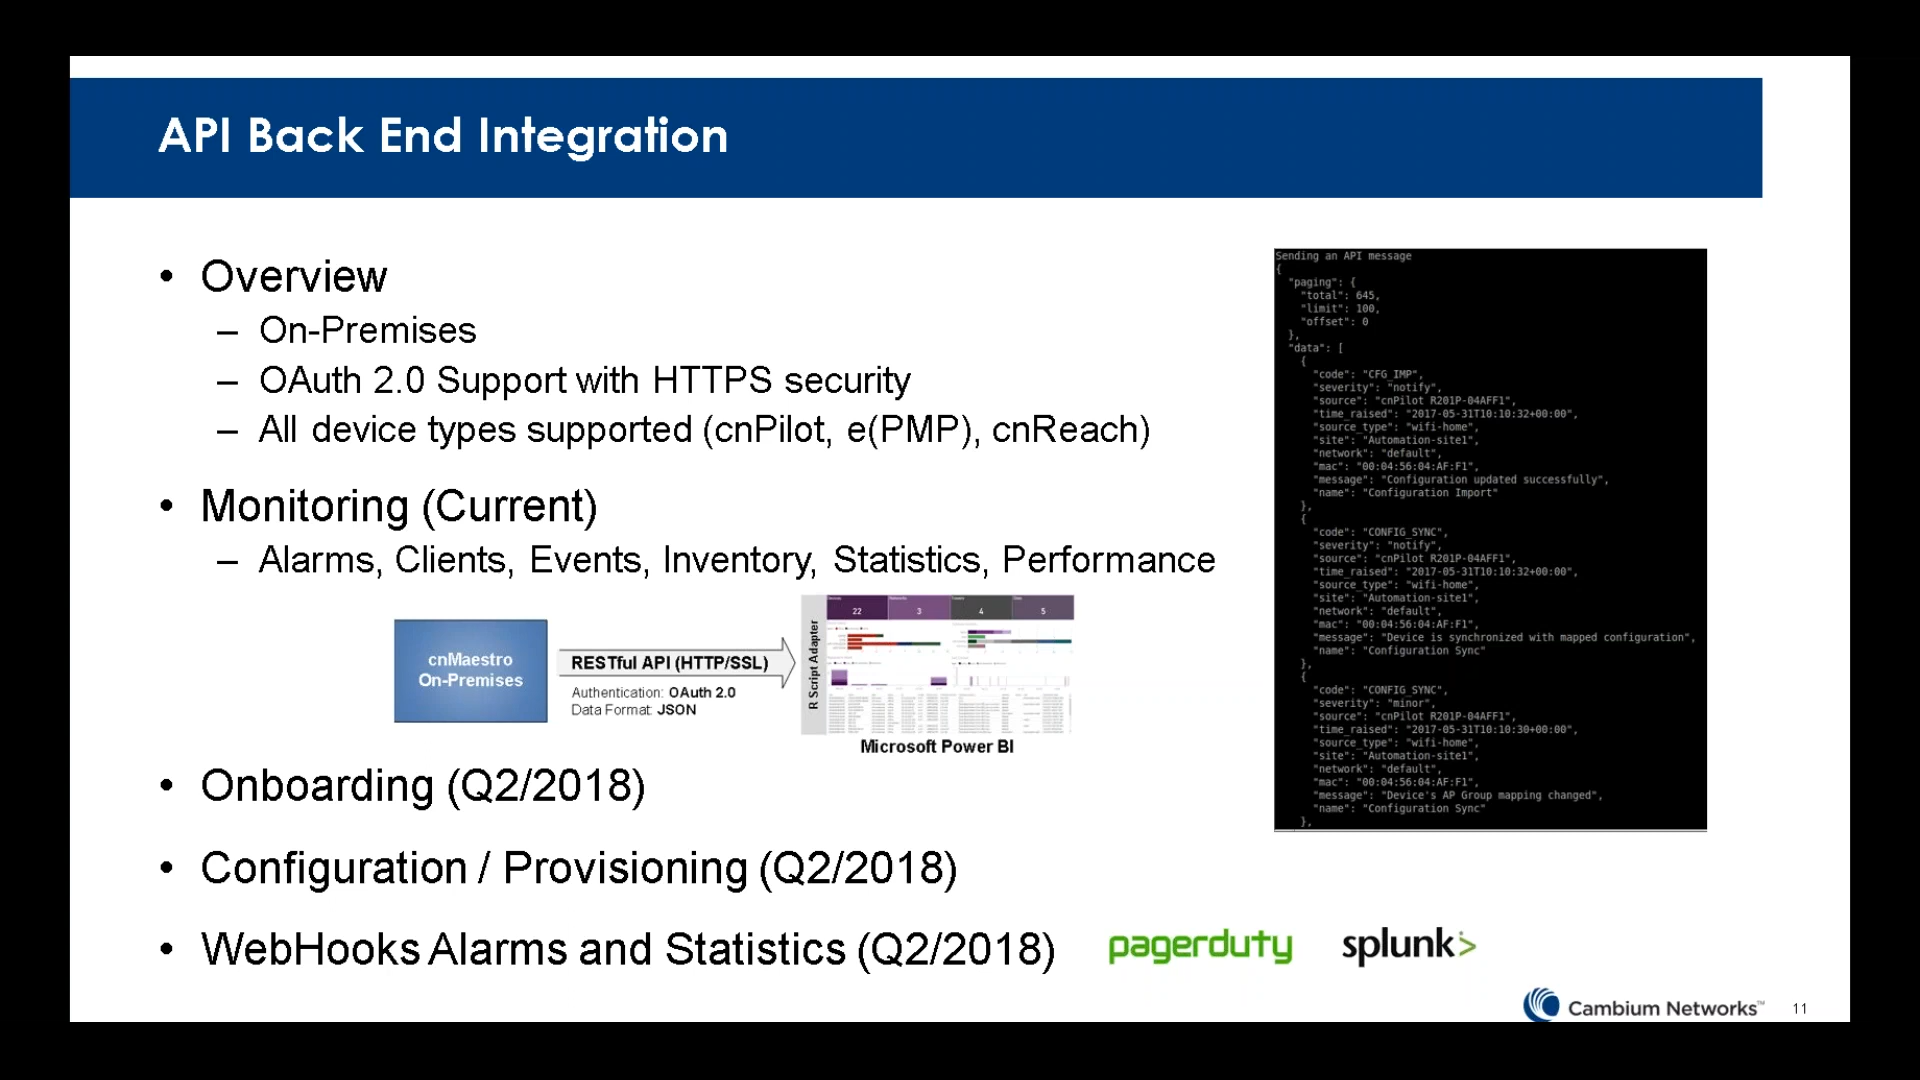 API Back End Integration
• Overview
– On-Premises
– OAuth 2.0 Support with HTTPS security
– All device types supported (cnPilot, e(PMP), cnReach)
• Monitoring (Current)
– Alarms, Clients, Events, Inventory, Statistics, Performance
cnMaestro
On-Premises
RESTful API (HTTP/SSL)
Authentication: OAuth 2.0
Data Format: JSON
R Script Adapter
22 3 4 5
Microsoft Power BI
• Onboarding (Q2/2018)
• Configuration / Provisioning (Q2/2018)
• WebHooks Alarms and Statistics (Q2/2018)
pagerduty
splunk>
Sending an API message
{
"paging": {
"total": 645,
"limit": 100,
"offset": 0
},
"data": [
{
"code": "CFG_IMP",
"severity": "notify",
"source": "cnPilot R201P-04AFF1",
"time_raised": "2017-05-31T10:10:32+00:00",
"source_type": "wifi-home",
"site": "Automation-site1",
"network": "default",
"mac": "00:04:56:04:AF:F1",
"message": "Configuration updated successfully",
"name": "Configuration Import"
},
{
"code": "CONFIG_SYNC",
"severity": "notify",
"source": "cnPilot R201P-04AFF1",
"time_raised": "2017-05-31T10:10:32+00:00",
"source_type": "wifi-home",
"site": "Automation-site1",
"network": "default",
"mac": "00:04:56:04:AF:F1",
"message": "Device is synchronized with mapped configuration",
"name": "Configuration Sync"
},
{
"code": "CONFIG_SYNC",
"severity": "minor",
"source": "cnPilot R201P-04AFF1",
"time_raised": "2017-05-31T10:10:30+00:00",
"source_type": "wifi-home",
"site": "Automation-site1",
"network": "default",
"mac": "00:04:56:04:AF:F1",
"message": "Device's AP Group mapping changed",
"name": "Configuration Sync"
},
Cambium Networks™
11